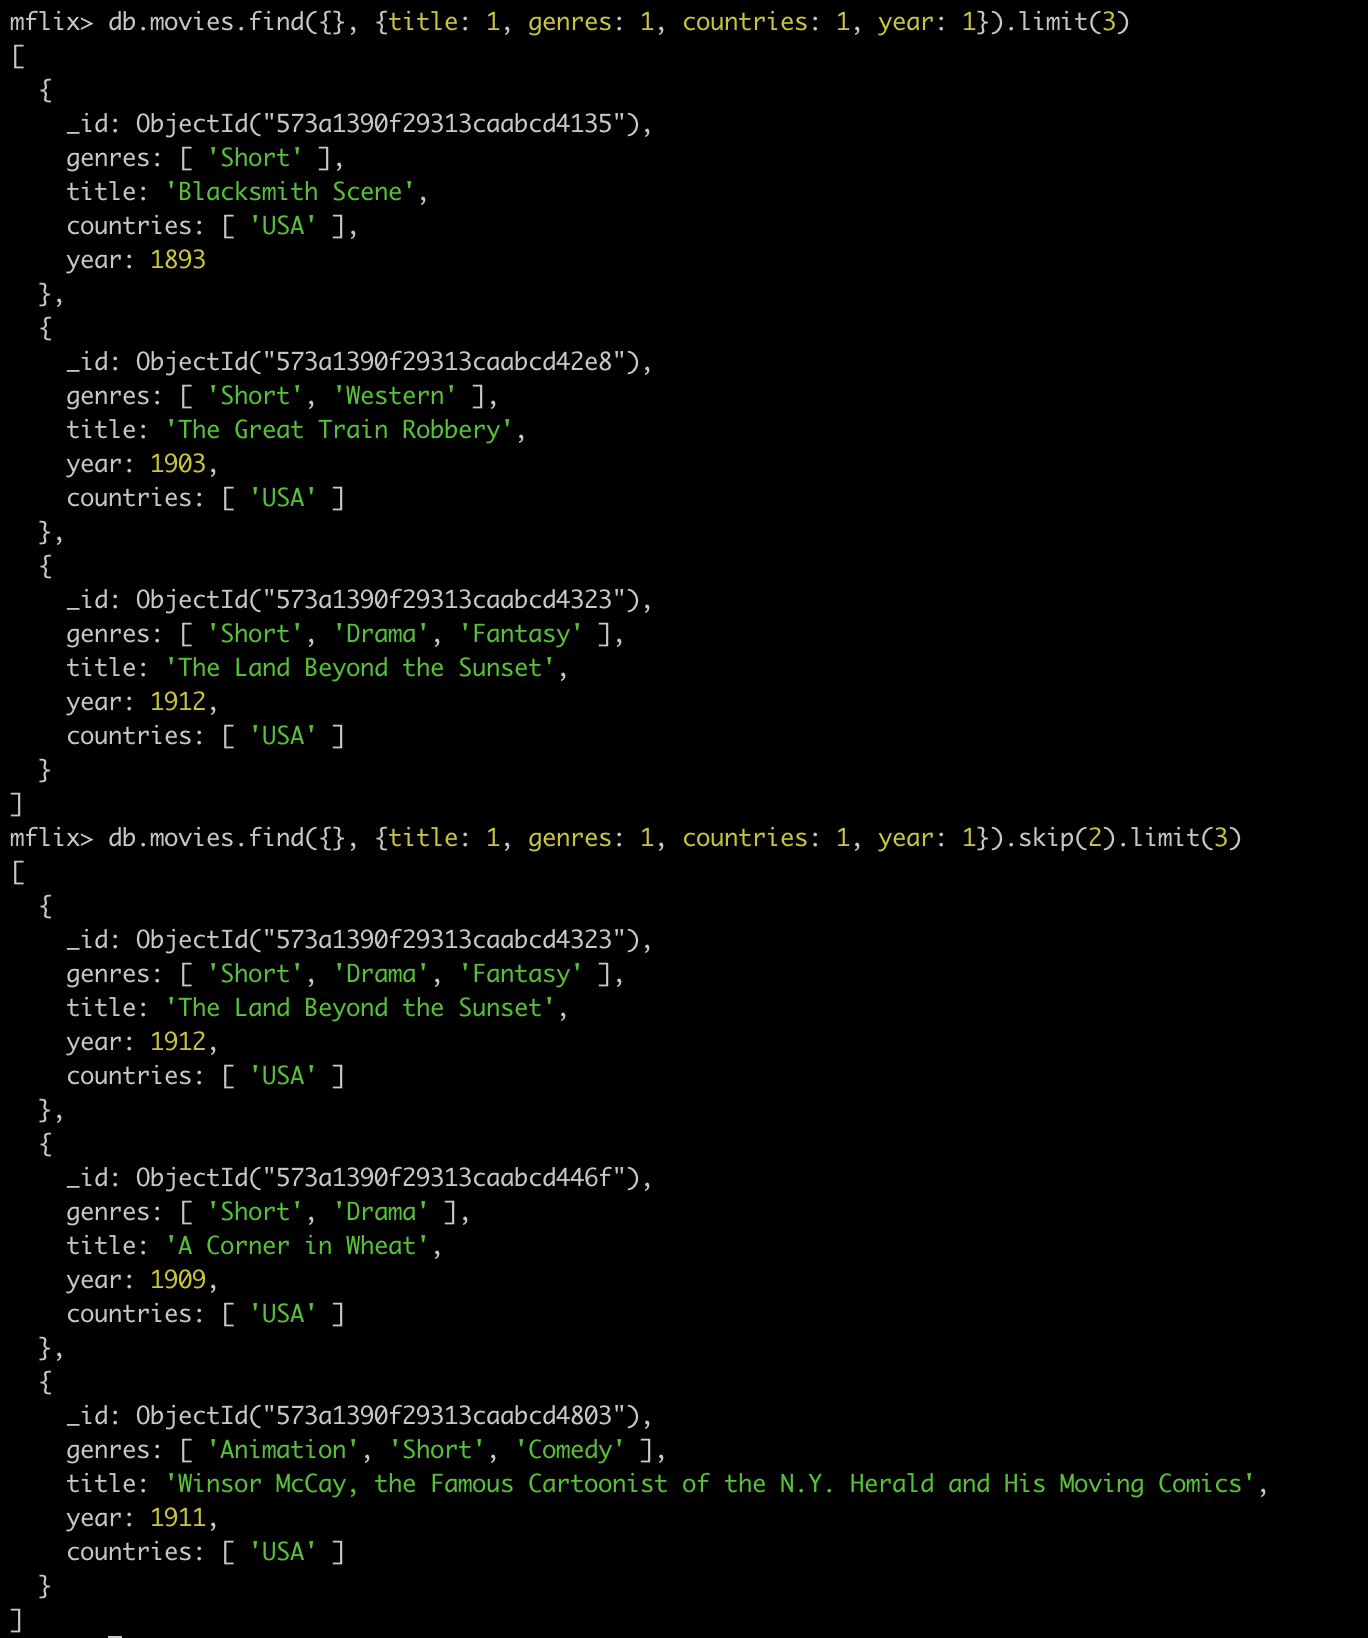 mflix> db.movies.find({}, {title: 1, genres: 1, countries: 1, year: 1}).limit(3)
[
  {
    _id: ObjectId("573a1390f29313caabcd4135"),
    genres: [ 'Short' ],
    title: 'Blacksmith Scene',
    countries: [ 'USA' ],
    year: 1893
  },
  {
    _id: ObjectId("573a1390f29313caabcd42e8"),
    genres: [ 'Short', 'Western' ],
    title: 'The Great Train Robbery',
    year: 1903,
    countries: [ 'USA' ]
  },
  {
    _id: ObjectId("573a1390f29313caabcd4323"),
    genres: [ 'Short', 'Drama', 'Fantasy' ],
    title: 'The Land Beyond the Sunset',
    year: 1912,
    countries: [ 'USA' ]
  }
]
mflix> db.movies.find({}, {title: 1, genres: 1, countries: 1, year: 1}).skip(2).limit(3)
[
  {
    _id: ObjectId("573a1390f29313caabcd4323"),
    genres: [ 'Short', 'Drama', 'Fantasy' ],
    title: 'The Land Beyond the Sunset',
    year: 1912,
    countries: [ 'USA' ]
  },
  {
    _id: ObjectId("573a1390f29313caabcd446f"),
    genres: [ 'Short', 'Drama' ],
    title: 'A Corner in Wheat',
    year: 1909,
    countries: [ 'USA' ]
  },
  {
    _id: ObjectId("573a1390f29313caabcd4803"),
    genres: [ 'Animation', 'Short', 'Comedy' ],
    title: 'Winsor McCay, the Famous Cartoonist of the N.Y. Herald and His Moving Comics',
    year: 1911,
    countries: [ 'USA' ]
  }
]